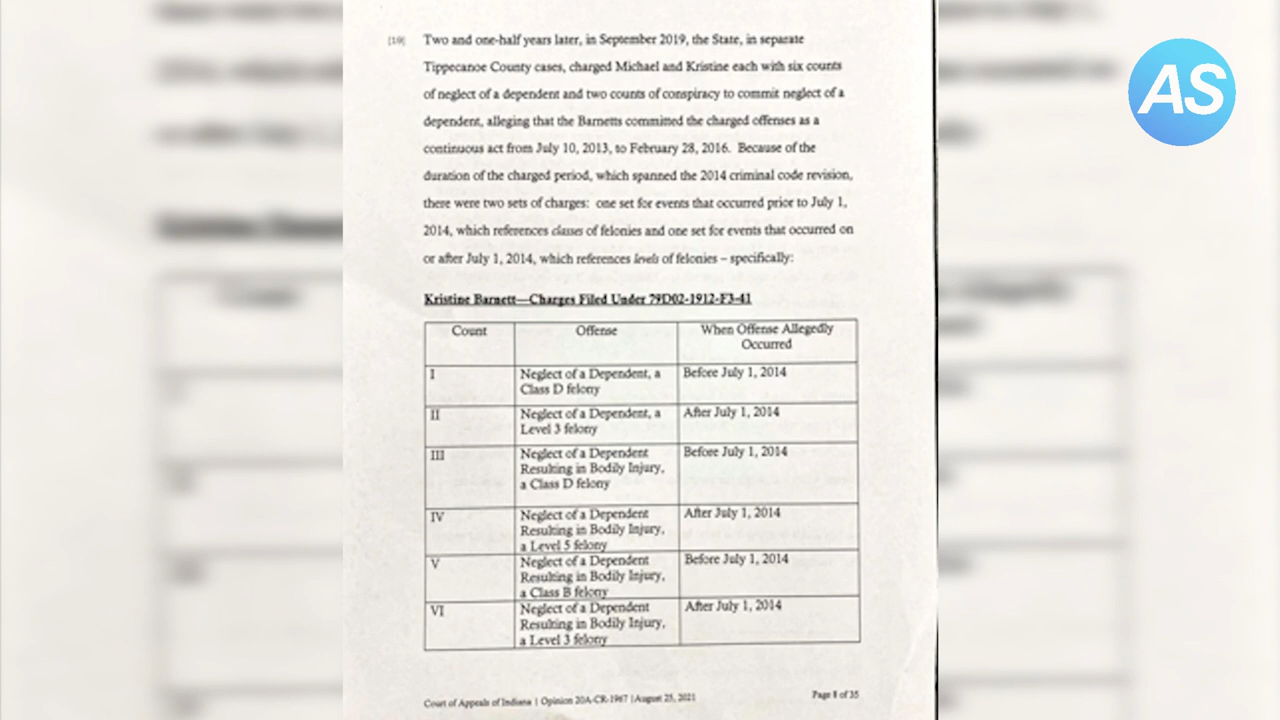 AS
[19] Two and one-half years later, in September 2019, the State, in separate
Tippecanoe County cases, charged Michael and Kristine each with six counts
of neglect of a dependent and two counts of conspiracy to commit neglect of a
dependent, alleging that the Barnetts committed the charged offenses as a
continuous act from July 10, 2013, to February 28, 2016. Because of the
duration of the charged period, which spanned the 2014 criminal code revision,
there were two sets of charges: one set for events that occurred prior to July 1,
2014, which references classes of felonies and one set for events that occurred on
or after July 1, 2014, which references levels of felonies – specifically:
Kristine Barnett—Charges Filed Under 79D02-1912-F3-41
Count Offense When Offense Allegedly
Occurred
I Neglect of a Dependent, a Before July 1, 2014
Class D felony
II Neglect of a Dependent, a After July 1, 2014
Level 3 felony
III Neglect of a Dependent Before July 1, 2014
Resulting in Bodily Injury,
a Class D felony
IV Neglect of a Dependent After July 1, 2014
Resulting in Bodily Injury,
a Level 5 felony
V Neglect of a Dependent Before July 1, 2014
Resulting in Bodily Injury,
a Class B felony
VI Neglect of a Dependent After July 1, 2014
Resulting in Bodily Injury,
a Level 3 felony
Court of Appeals of Indiana | Opinion 20A-CR-1967 | August 25, 2021 Page 8 of 35